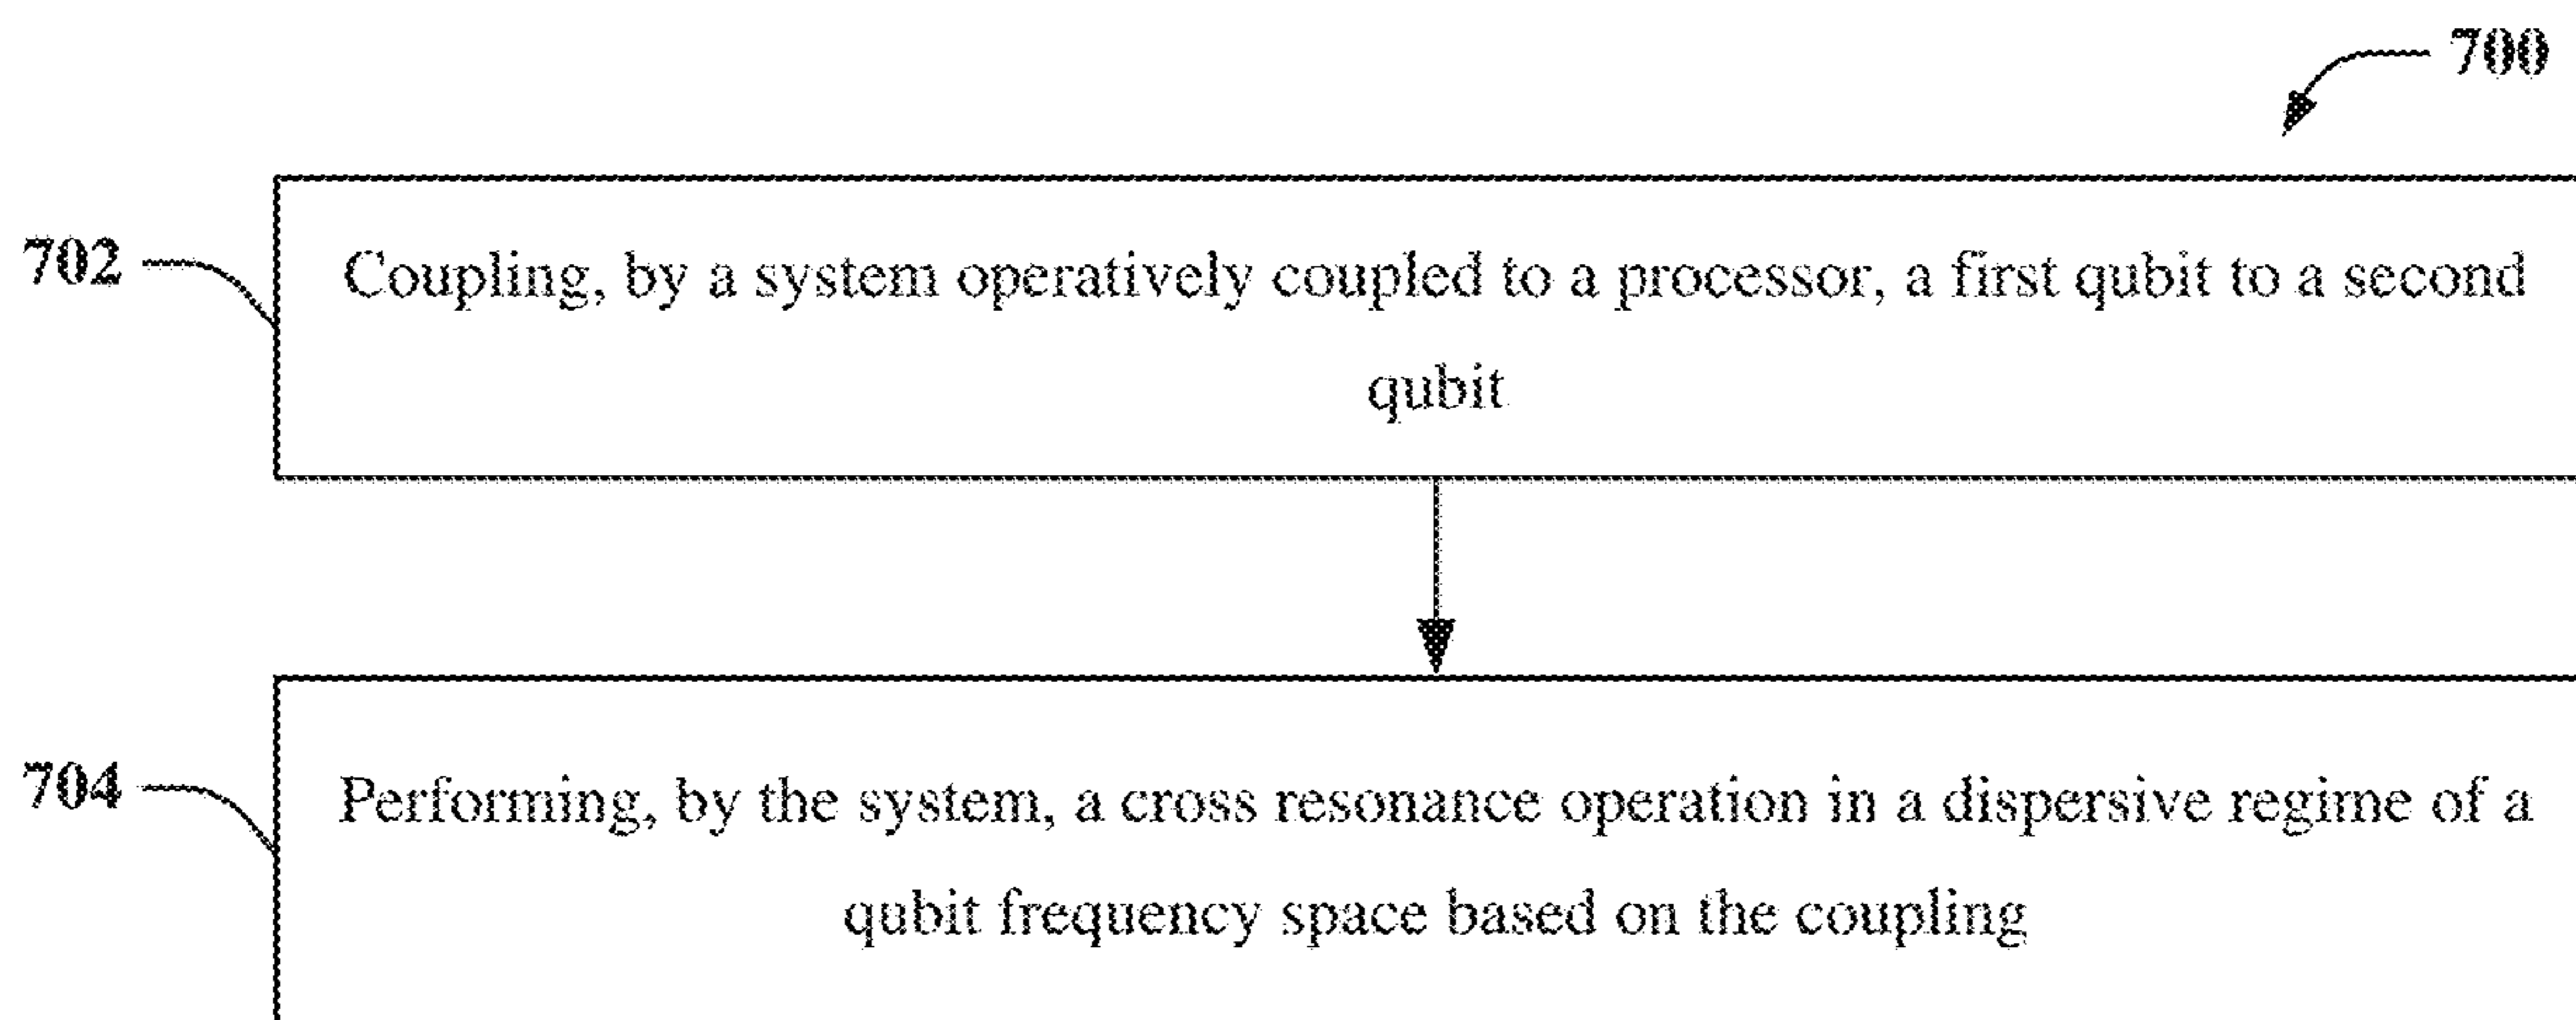 700
702
Coupling, by a system operatively coupled to a processor, a first qubit to a second
qubit
704
Performing, by the system, a cross resonance operation in a dispersive regime of a
qubit frequency space based on the coupling